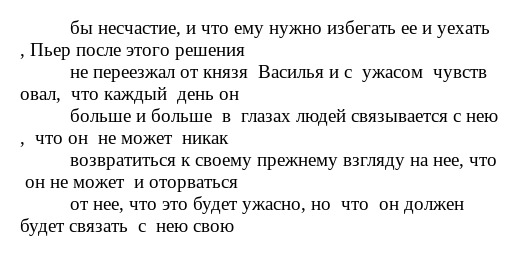 бы несчастие, и что ему нужно избегать ее и уехать
, Пьер после этого решения
не переезжал от князя  Василья и с  ужасом  чувств
овал,  что каждый  день он
больше и больше  в  глазах людей связывается с нею
,  что он  не может  никак
возвратиться к своему прежнему взгляду на нее, что
 он не может  и оторваться
от нее, что это будет ужасно, но  что  он должен
будет связать  с  нею свою